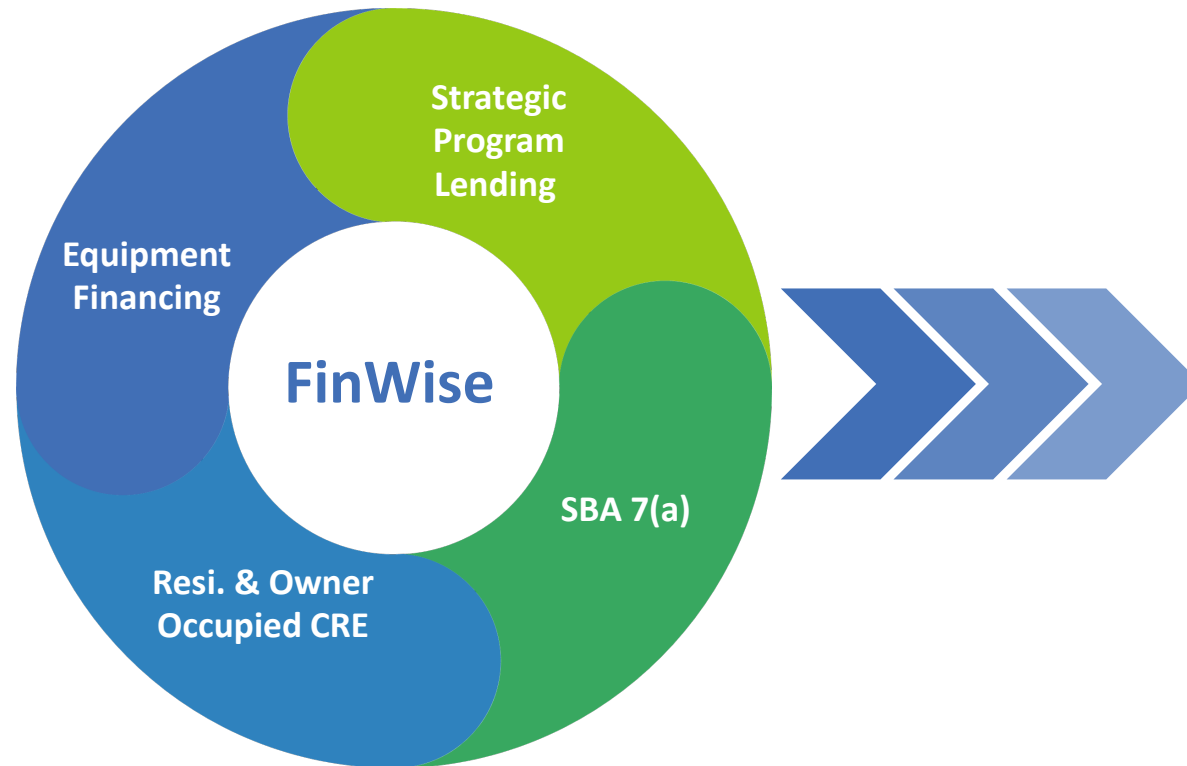 Strategic
Program
Lending
Equipment
Financing
FinWise
SBA 7(a)
Resi. & Owner
Occupied CRE